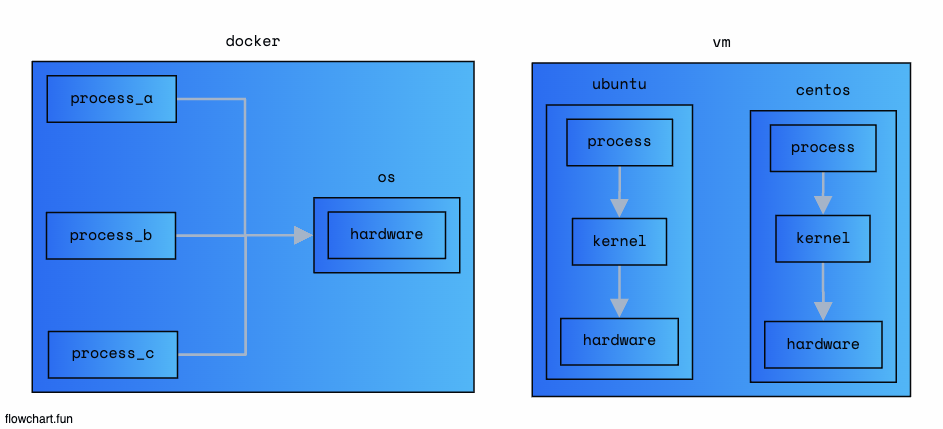 docker
process_a
process_b
process_c
os
hardware
vm
ubuntu
process
kernel
hardware
centos
process
kernel
hardware
flowchart.fun